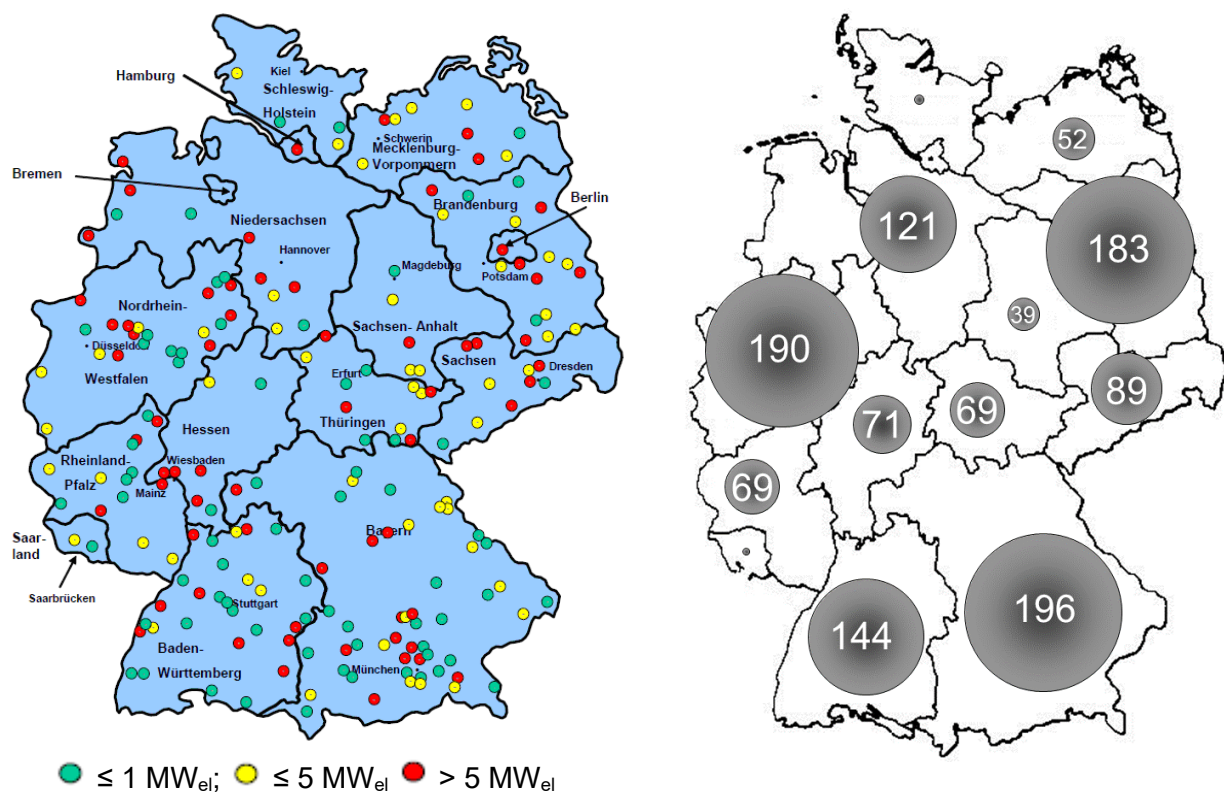 Kiel
Hamburg
Schleswig-
Holstein
Schwerin
Mecklenburg-
Vorpommern
Bremen
Brandenburg
Berlin
Niedersachsen
Hannover
Magdeburg
Potsdam
Nordrhein-
Sachsen- Anhalt
Düsseldorf
Sachsen
Westfalen
Erfurt
Dresden
Thüringen
Hessen
Rheinland-
Pfalz
Wiesbaden
Mainz
Bayern
Saar-
land
Saarbrücken
Stuttgart
Baden-
Württemberg
München
≤ 1 MWel; ≤ 5 MWel > 5 MWel
52
121
183
39
190
89
71
69
69
196
144